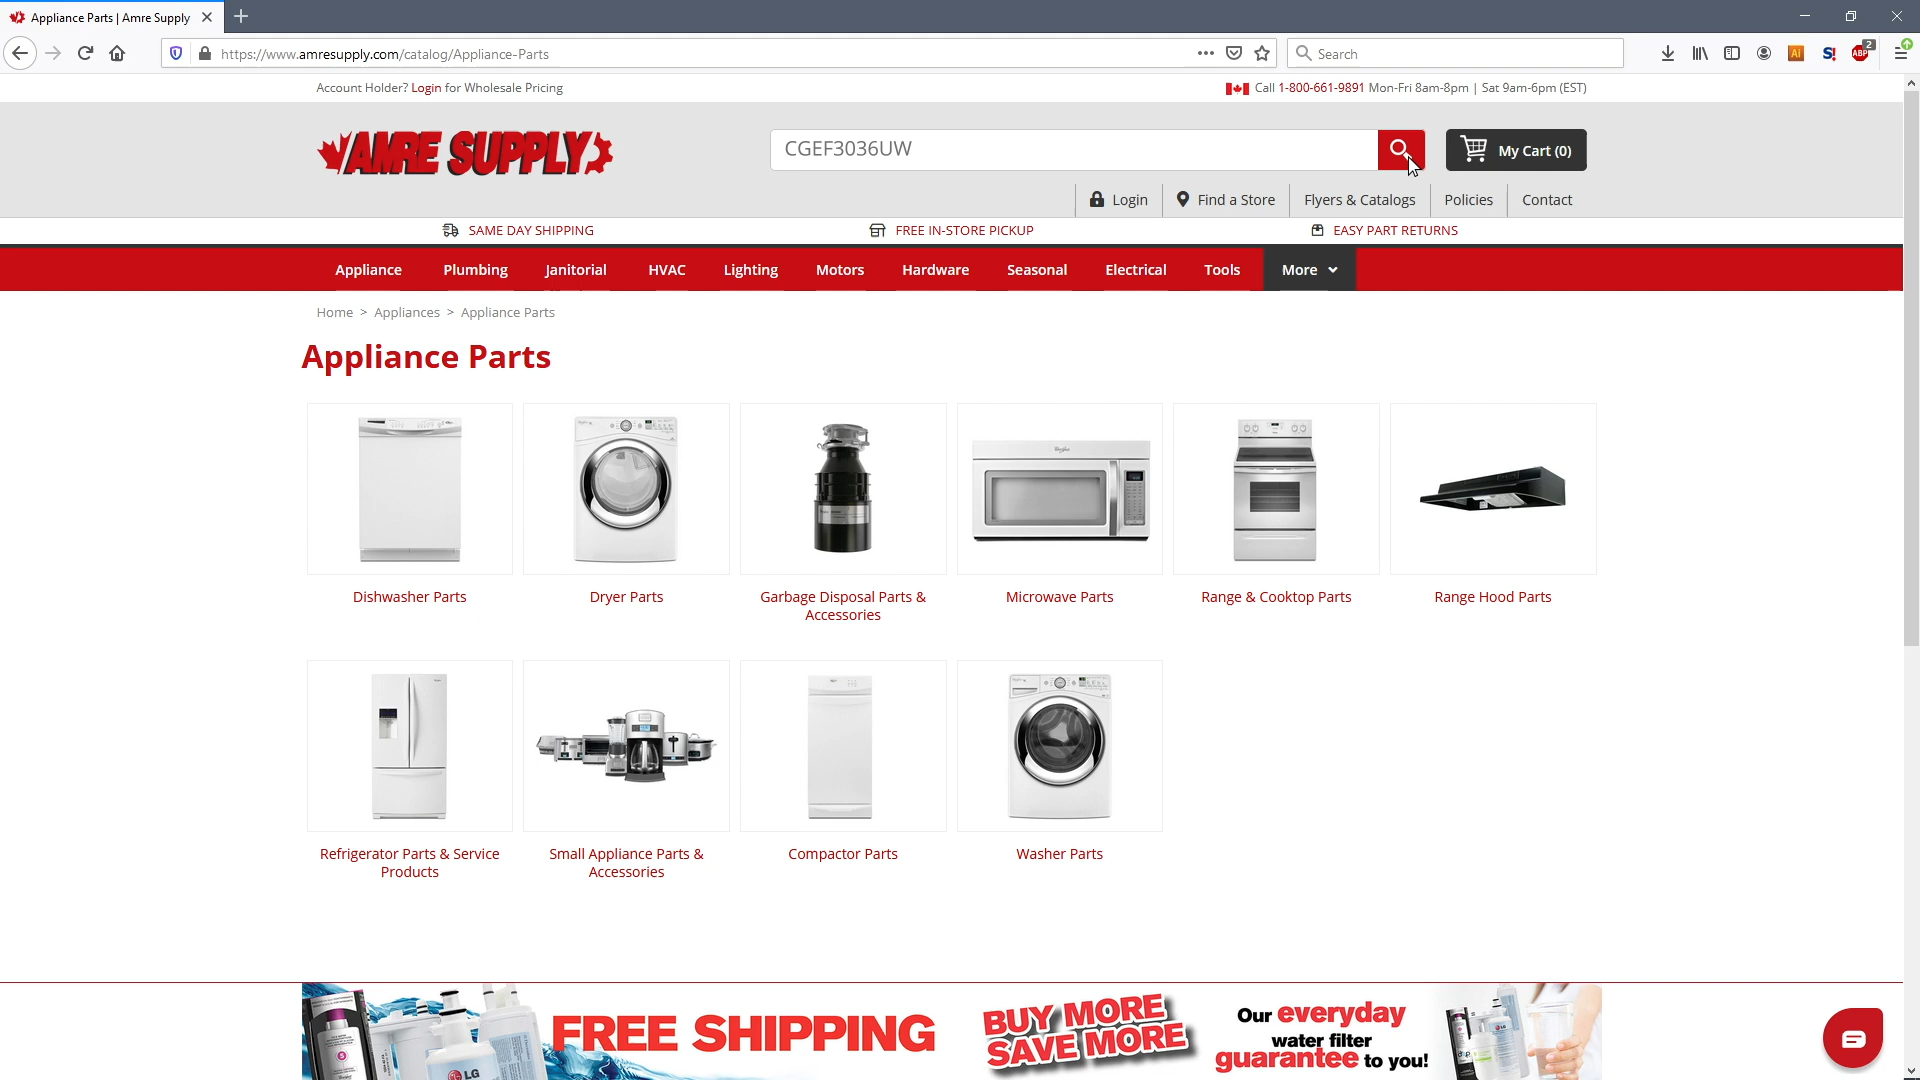 Appliance Parts | Amre Supply
https://www.amresupply.com/catalog/Appliance-Parts
Search
ABP
2
Account Holder? Login for Wholesale Pricing
Call 1-800-661-9891 Mon-Fri 8am-8pm | Sat 9am-6pm (EST)
AMRE SUPPLY
CGEF3036UW
My Cart (0)
Login
Find a Store
Flyers & Catalogs
Policies
Contact
SAME DAY SHIPPING
FREE IN-STORE PICKUP
EASY PART RETURNS
Appliance
Plumbing
Janitorial
HVAC
Lighting
Motors
Hardware
Seasonal
Electrical
Tools
More
Home > Appliances > Appliance Parts
Appliance Parts
Dishwasher Parts
Dryer Parts
Garbage Disposal Parts &
Accessories
Microwave Parts
Range & Cooktop Parts
Range Hood Parts
Refrigerator Parts & Service
Products
Small Appliance Parts &
Accessories
Compactor Parts
Washer Parts
FREE SHIPPING
BUY MORE
SAVE MORE
Our everyday
water filter
guarantee to you!
LG